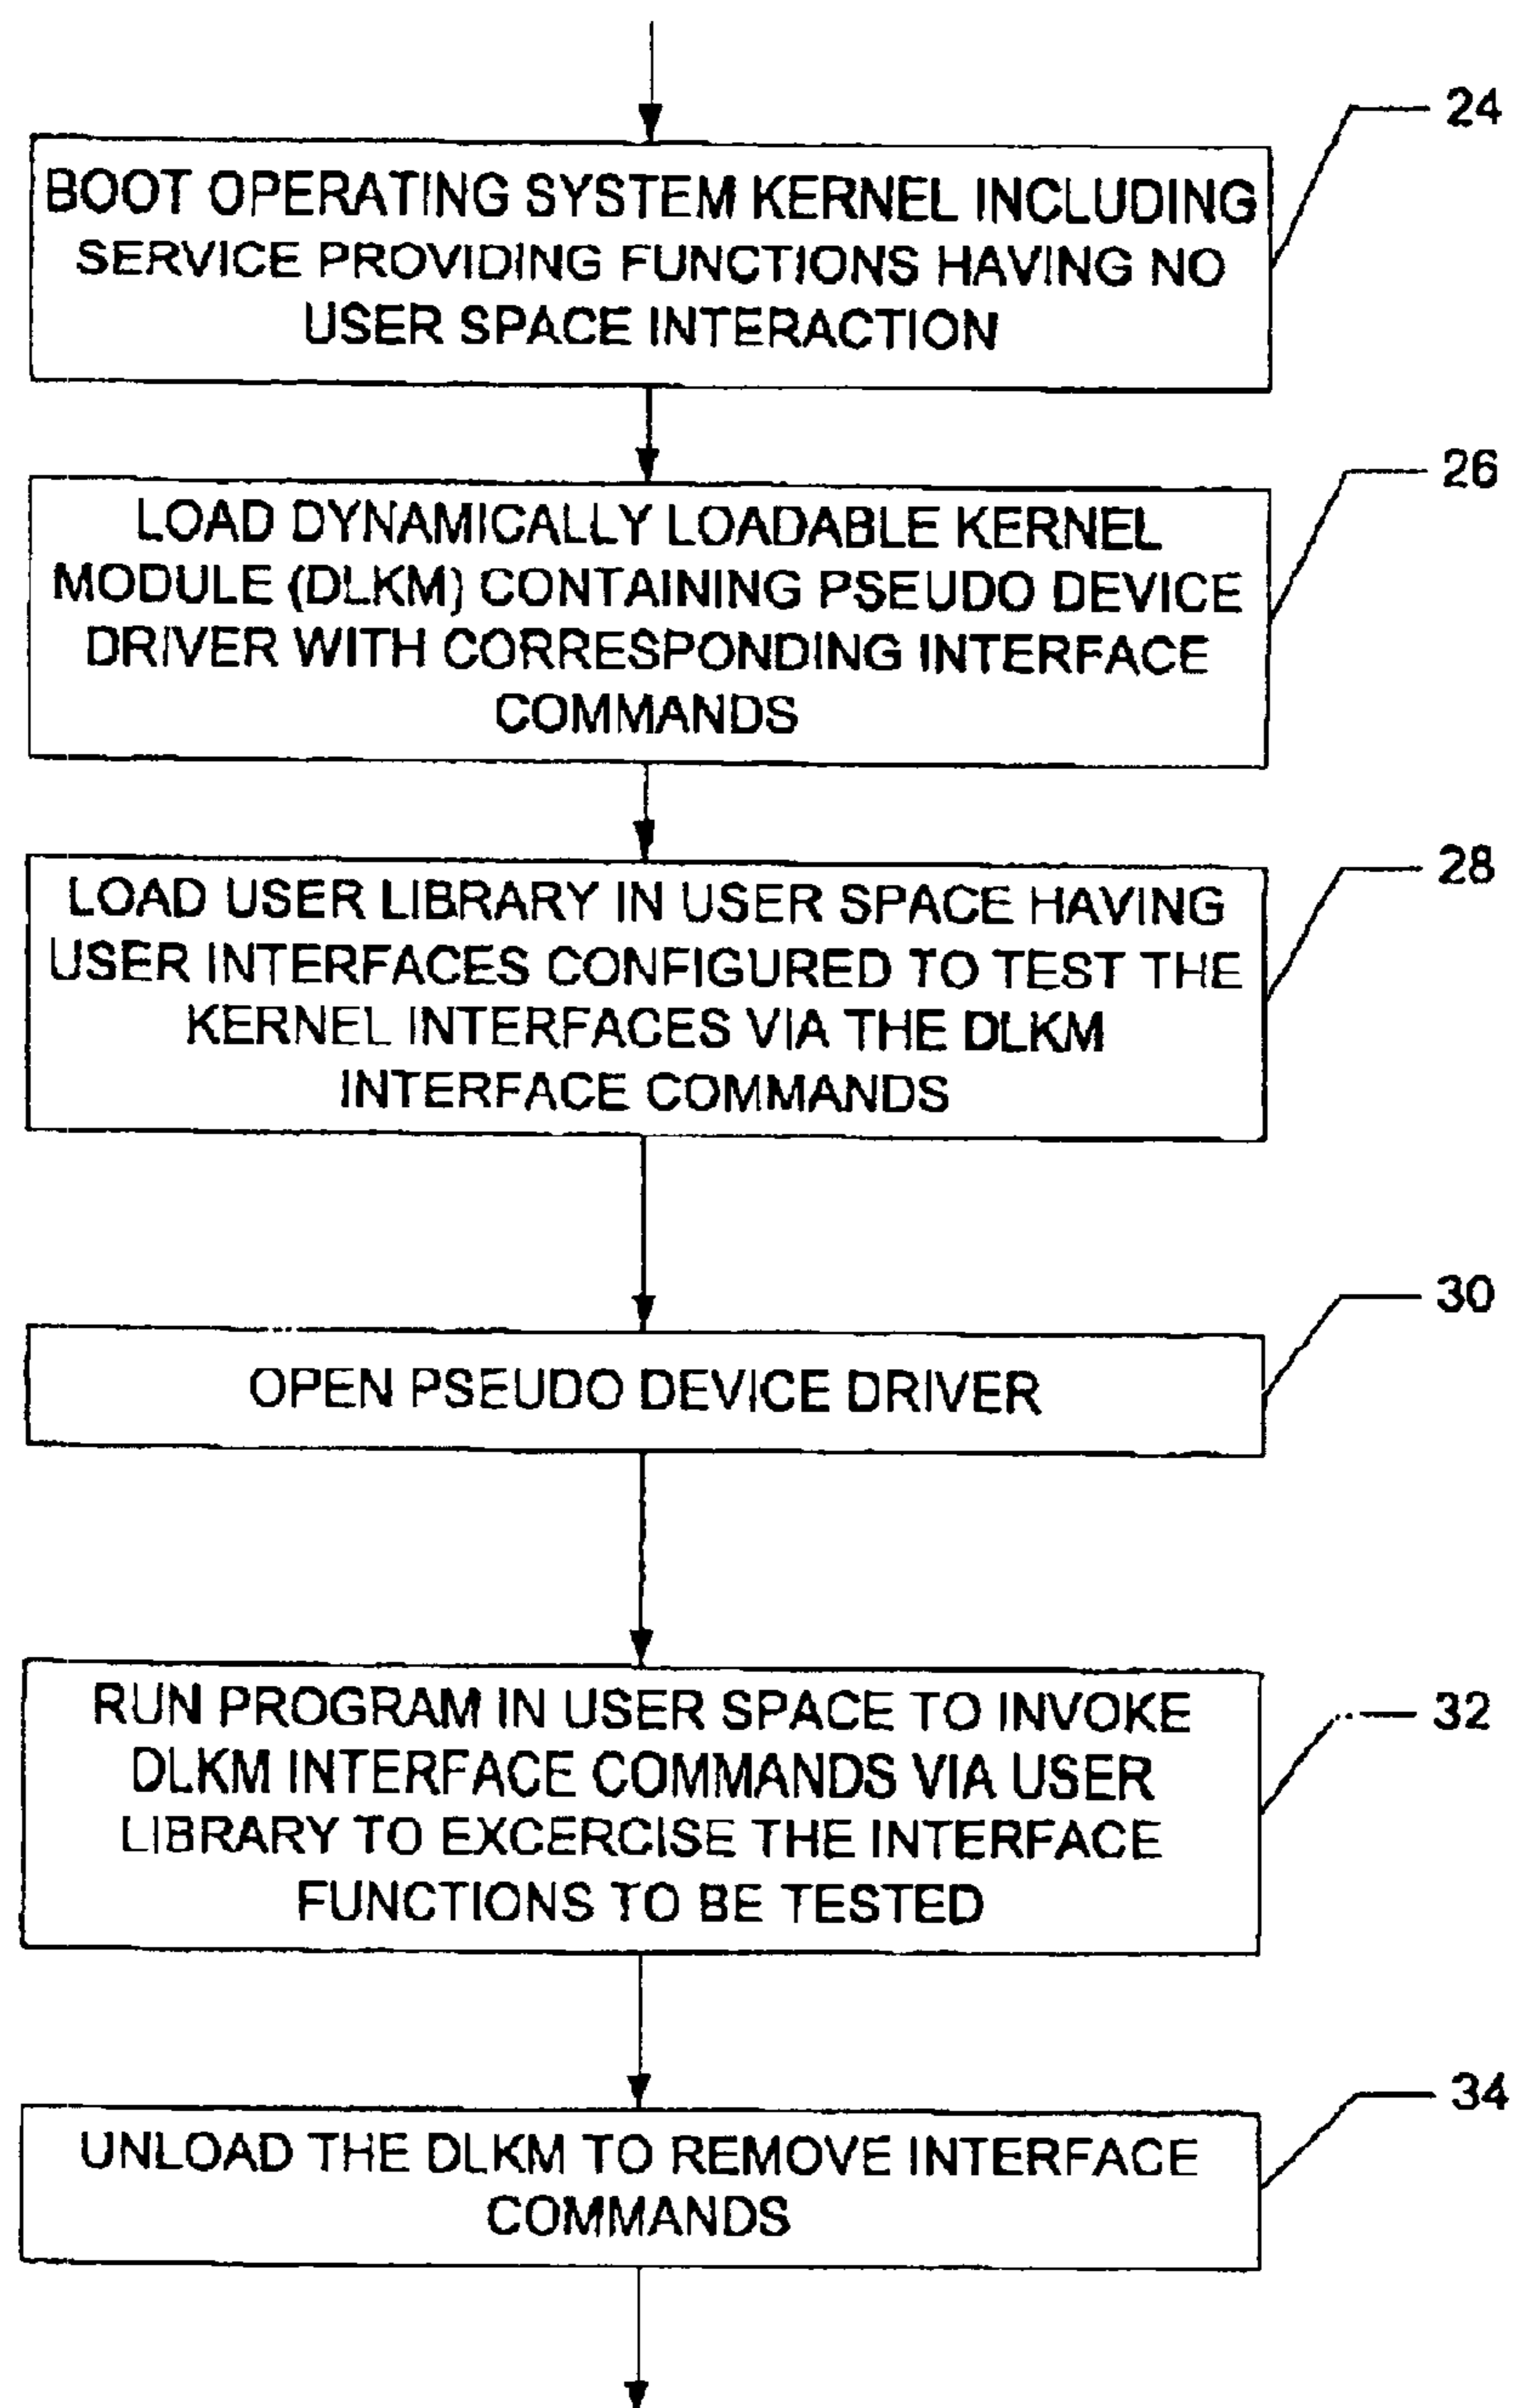 24
BOOT OPERATING SYSTEM KERNEL INCLUDING
SERVICE PROVIDING FUNCTIONS HAVING NO
USER SPACE INTERACTION
26
LOAD DYNAMICALLY LOADABLE KERNEL
MODULE (DLKM) CONTAINING PSEUDO DEVICE
DRIVER WITH CORRESPONDING INTERFACE
COMMANDS
28
LOAD USER LIBRARY IN USER SPACE HAVING
USER INTERFACES CONFIGURED TO TEST THE
KERNEL INTERFACES VIA THE DLKM
INTERFACE COMMANDS
30
OPEN PSEUDO DEVICE DRIVER
32
RUN PROGRAM IN USER SPACE TO INVOKE
DLKM INTERFACE COMMANDS VIA USER
LIBRARY TO EXCERCISE THE INTERFACE
FUNCTIONS TO BE TESTED
34
UNLOAD THE DLKM TO REMOVE INTERFACE
COMMANDS